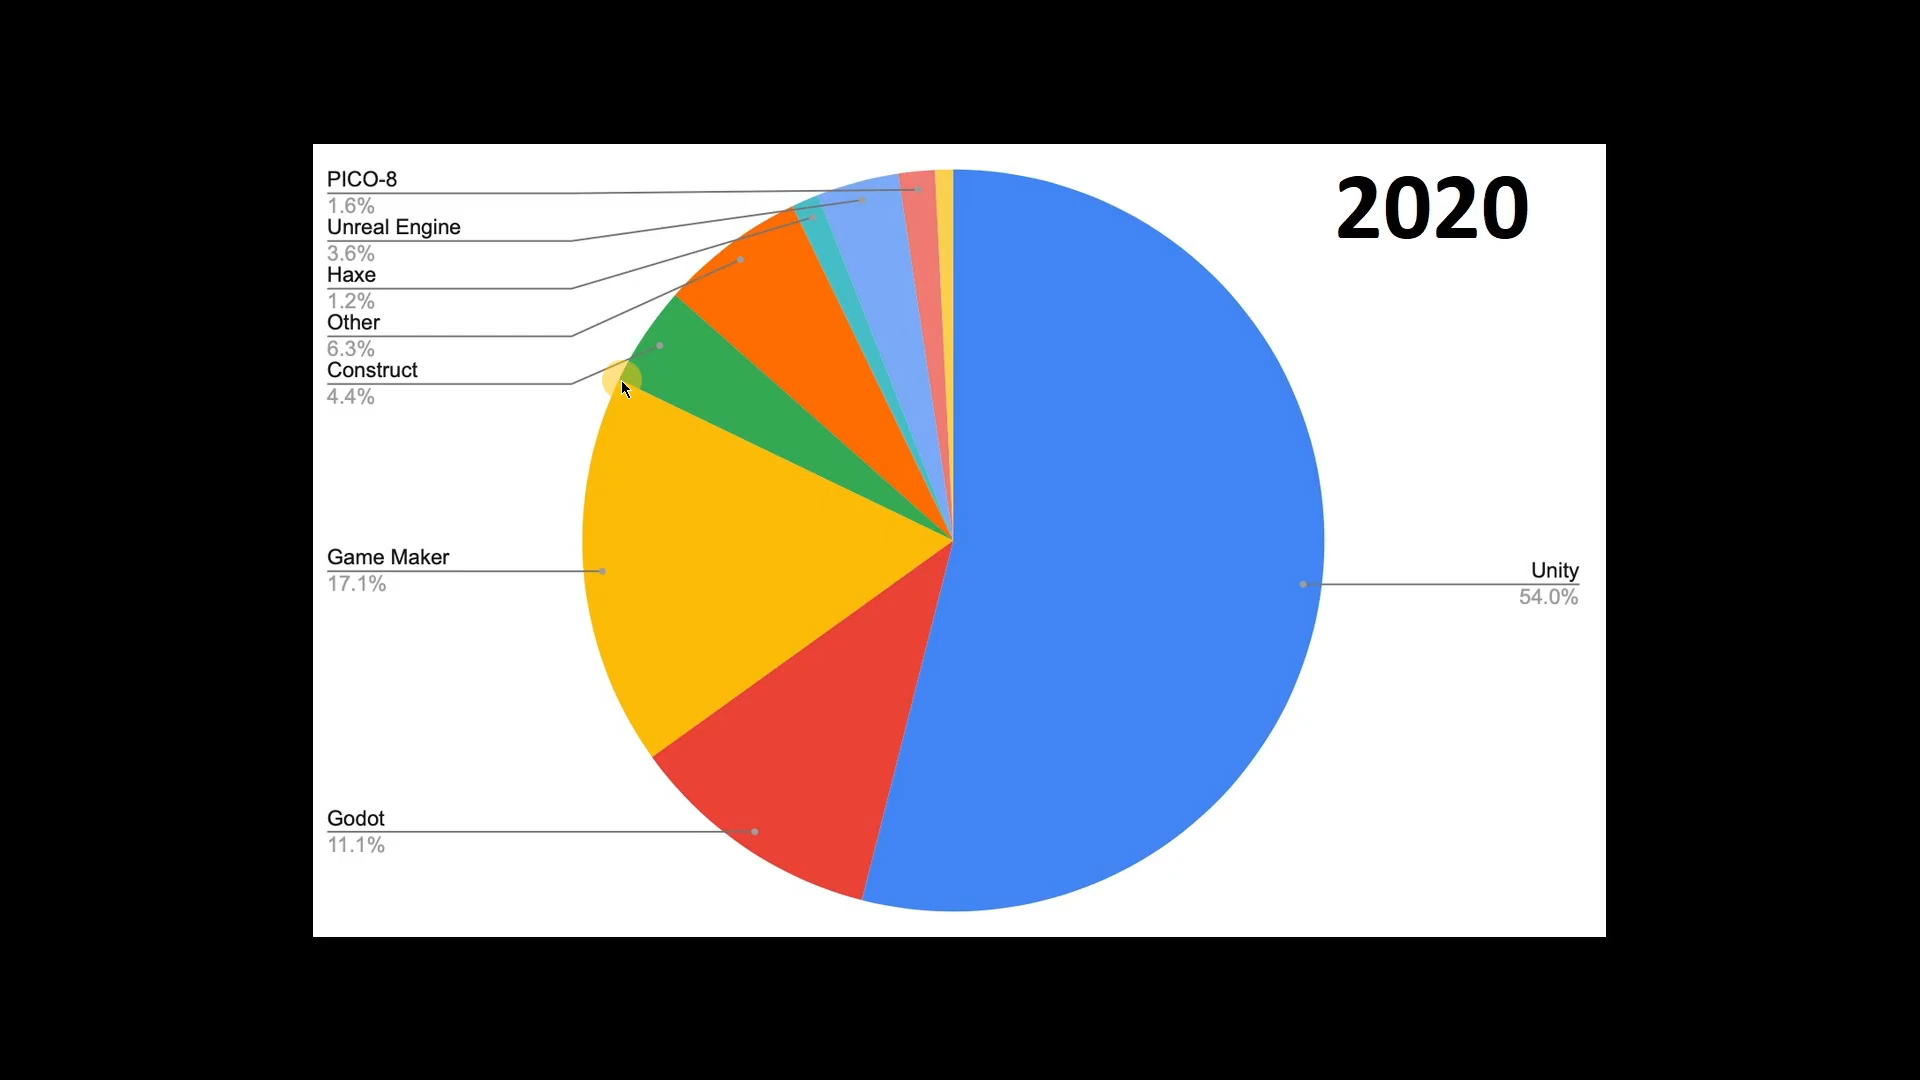 2020
PICO-8
1.6%
Unreal Engine
3.6%
Haxe
1.2%
Other
6.3%
Construct
4.4%
Game Maker
17.1%
Unity
54.0%
Godot
11.1%